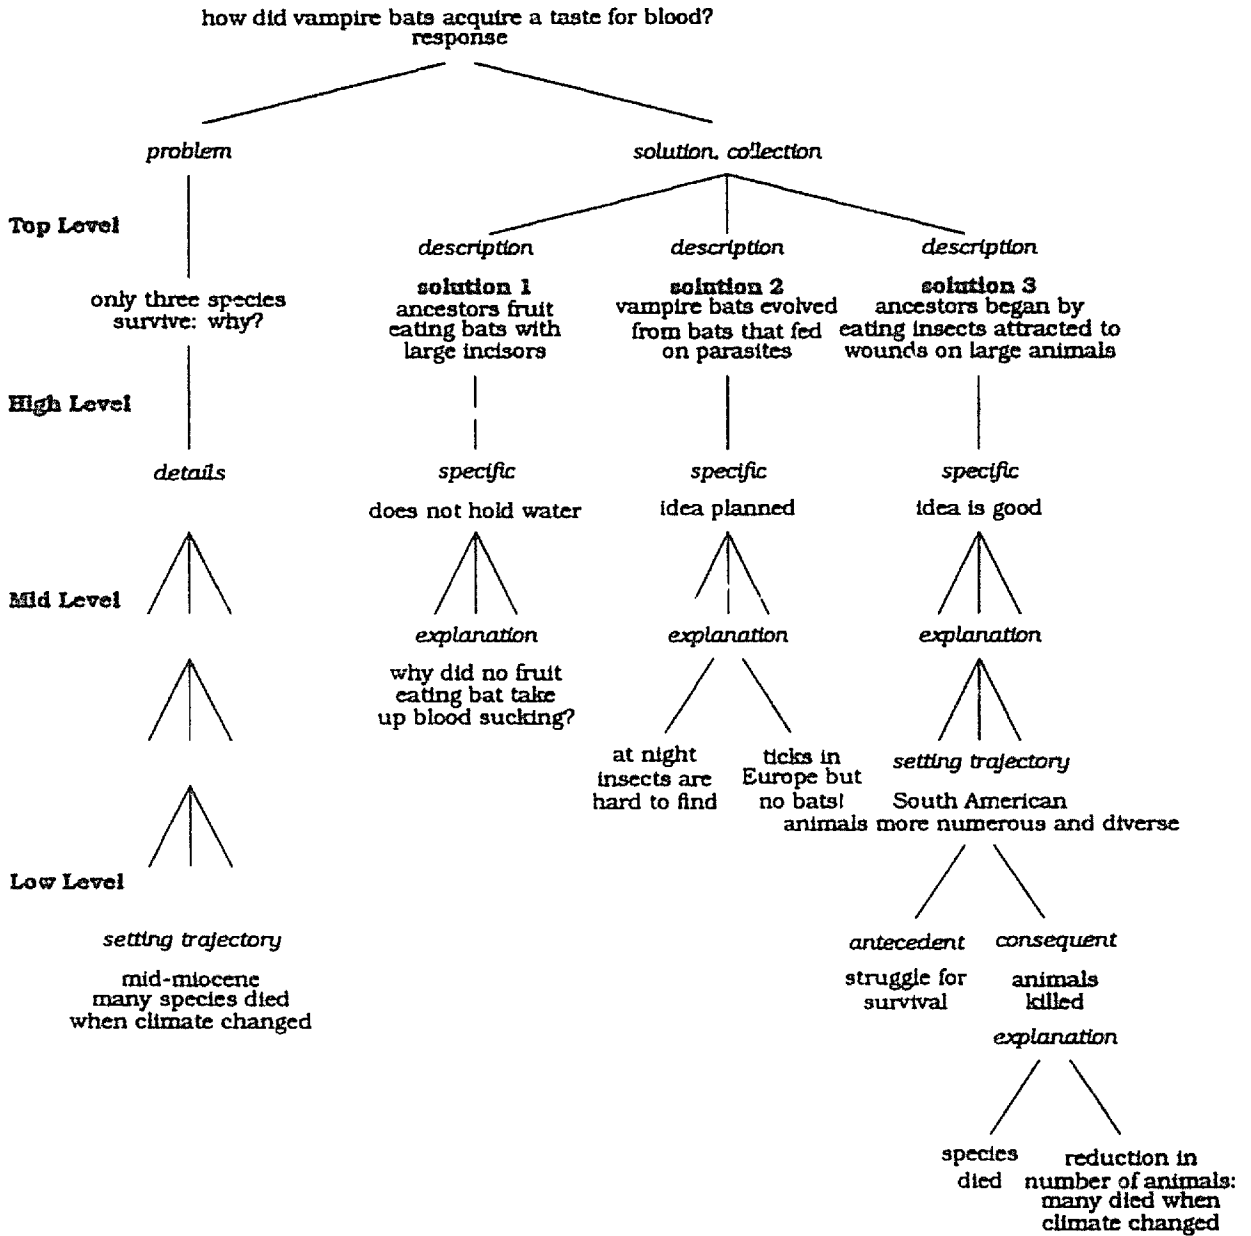 how did vampire bats acquire a taste for blood?
response
problem
solution, collection
Top Level
description
description
description
only three species
survive: why?
solution 1
ancestors fruit
eating bats with
large incisors
solution 2
vampire bats evolved
from bats that fed
on parasites
solution 3
ancestors began by
eating insects attracted to
wounds on large animals
High Level
details
specific
specific
specific
does not hold water
idea planned
idea is good
Mid Level
explanation
explanation
explanation
why did no fruit
eating bat take
up blood sucking?
at night
insects are
hard to find
ticks in
Europe but
no bats!
setting trajectory
South American
animals more numerous and diverse
Low Level
setting trajectory
mid-miocene
many species died
when climate changed
antecedent
struggle for
survival
consequent
animals
killed
explanation
species
died
reduction in
number of animals:
many died when
climate changed